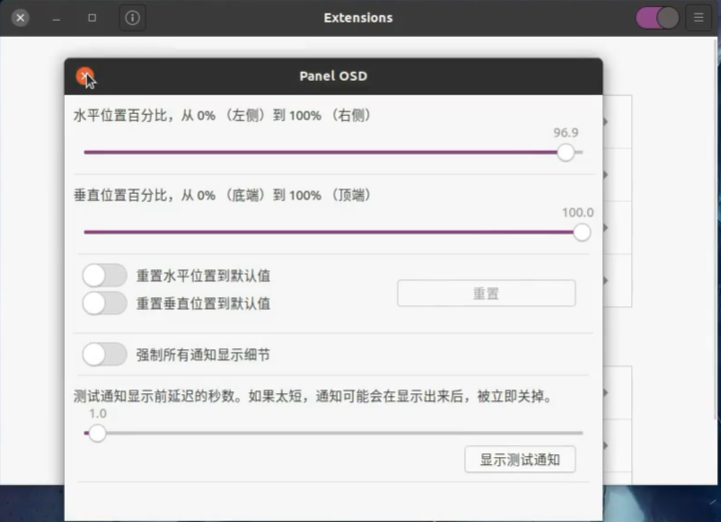 Extensions
Panel OSD
水平位置百分比，从 0% （左侧）到 100% （右侧）
96.9
垂直位置百分比，从 0% （底端）到 100% （顶端）
100.0
重置水平位置到默认值
重置
重置垂直位置到默认值
强制所有通知显示细节
测试通知显示前延迟的秒数。如果太短，通知可能会在显示出来后，被立即关掉。
1.0
显示测试通知